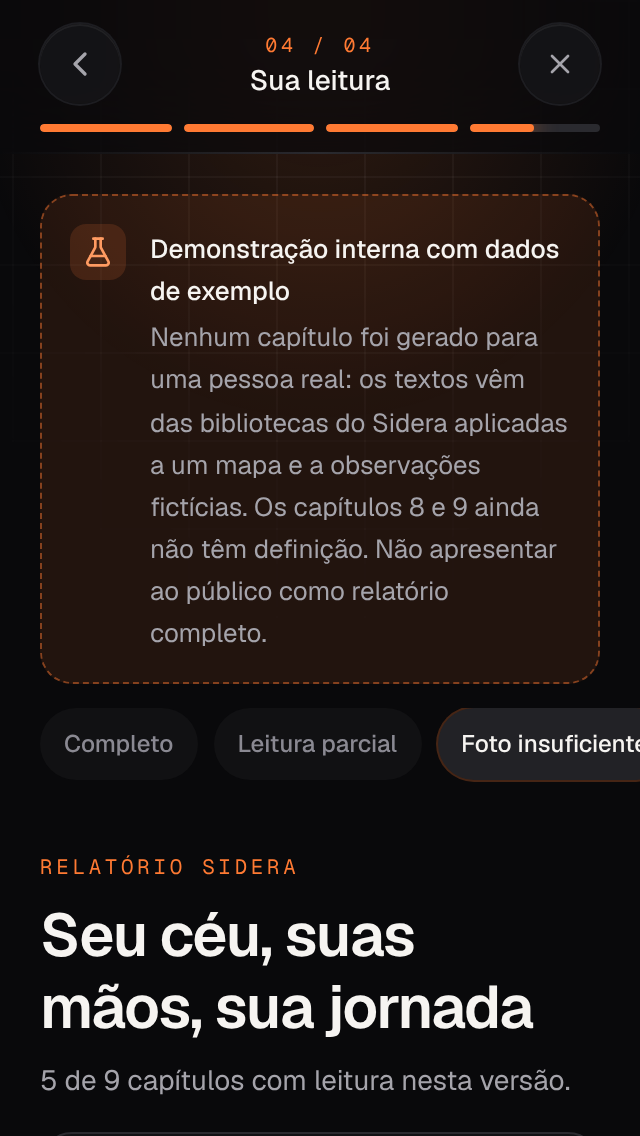 04 / 04
Sua leitura
Demonstração interna com dados
de exemplo
Nenhum capítulo foi gerado para
uma pessoa real: os textos vêm
das bibliotecas do Sidera aplicadas
a um mapa e a observações
fictícias. Os capítulos 8 e 9 ainda
não têm definição. Não apresentar
ao público como relatório
completo.
Completo
Leitura parcial
Foto insuficiente
RELATÓRIO SIDERA
Seu céu, suas
mãos, sua jornada
5 de 9 capítulos com leitura nesta versão.